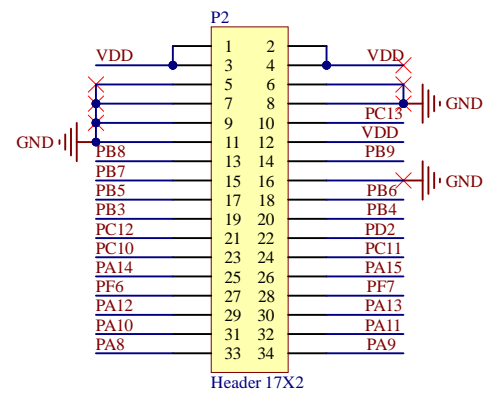 P2
1 2
VDD 3 4 VDD
5 6
7 8 GND
9 10 PC13
GND 11 12 VDD
PB8 13 14 PB9
PB7 15 16 GND
PB5 17 18 PB6
PB3 19 20 PB4
PC12 21 22 PD2
PC10 23 24 PC11
PA14 25 26 PA15
PF6 27 28 PF7
PA12 29 30 PA13
PA10 31 32 PA11
PA8 33 34 PA9
Header 17X2